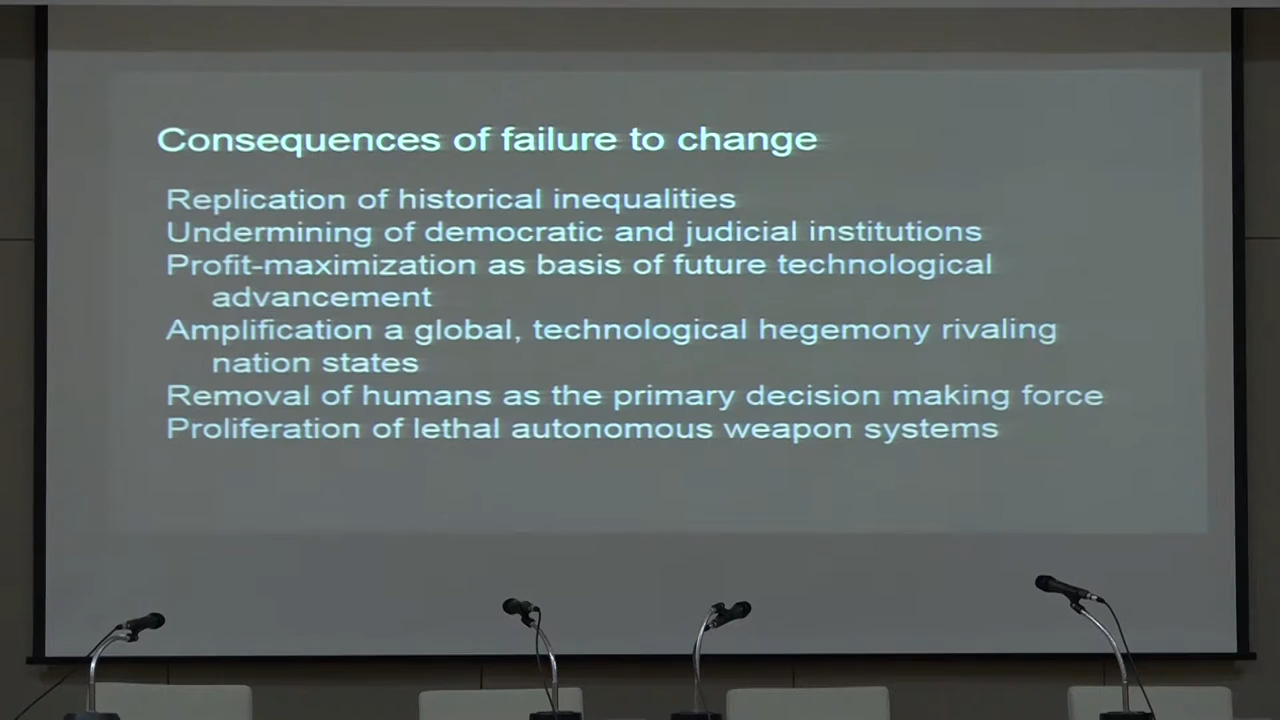 Consequences of failure to change
Replication of historical inequalities
Undermining of democratic and judicial institutions
Profit-maximization as basis of future technological
advancement
Amplification a global, technological hegemony rivaling
nation states
Removal of humans as the primary decision making force
Proliferation of lethal autonomous weapon systems